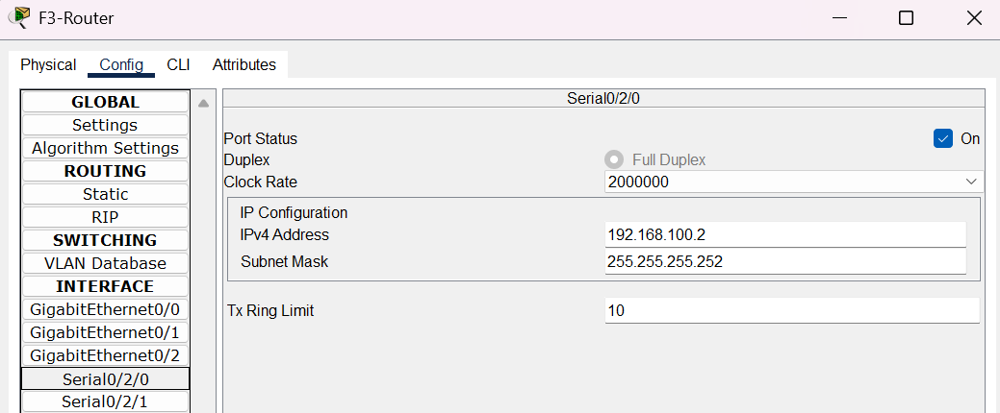 F3-Router
Physical Config CLI Attributes
GLOBAL
Settings
Algorithm Settings
ROUTING
Static
RIP
SWITCHING
VLAN Database
INTERFACE
GigabitEthernet0/0
GigabitEthernet0/1
GigabitEthernet0/2
Serial0/2/0
Serial0/2/1
Serial0/2/0
Port Status On
Duplex Full Duplex
Clock Rate 2000000
IP Configuration
IPv4 Address 192.168.100.2
Subnet Mask 255.255.255.252
Tx Ring Limit 10